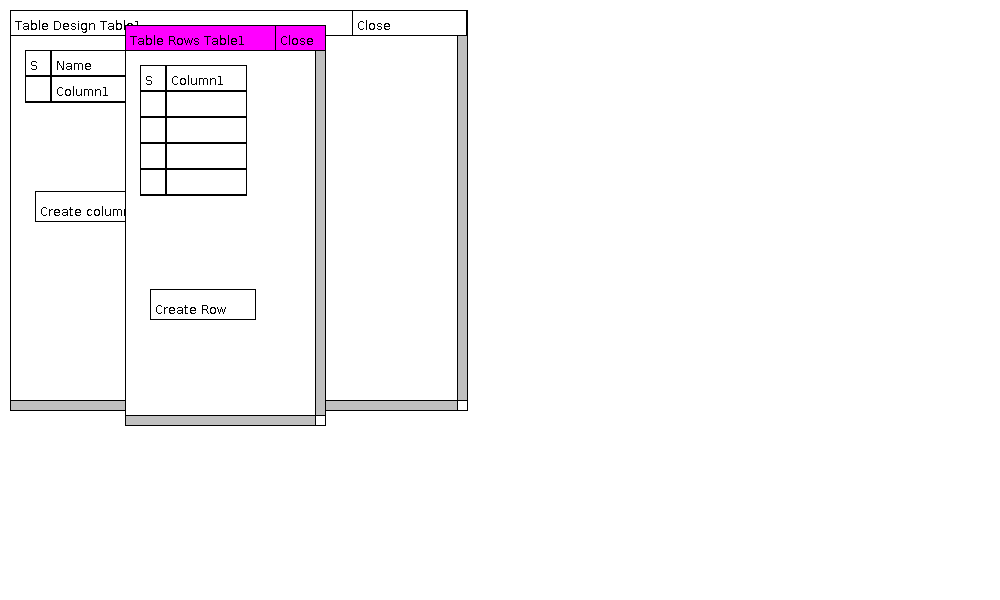 Table Design Table1
Close
Table Rows Table1
Close
S
Name
Column1
S
Column1
Create colum
Create Row